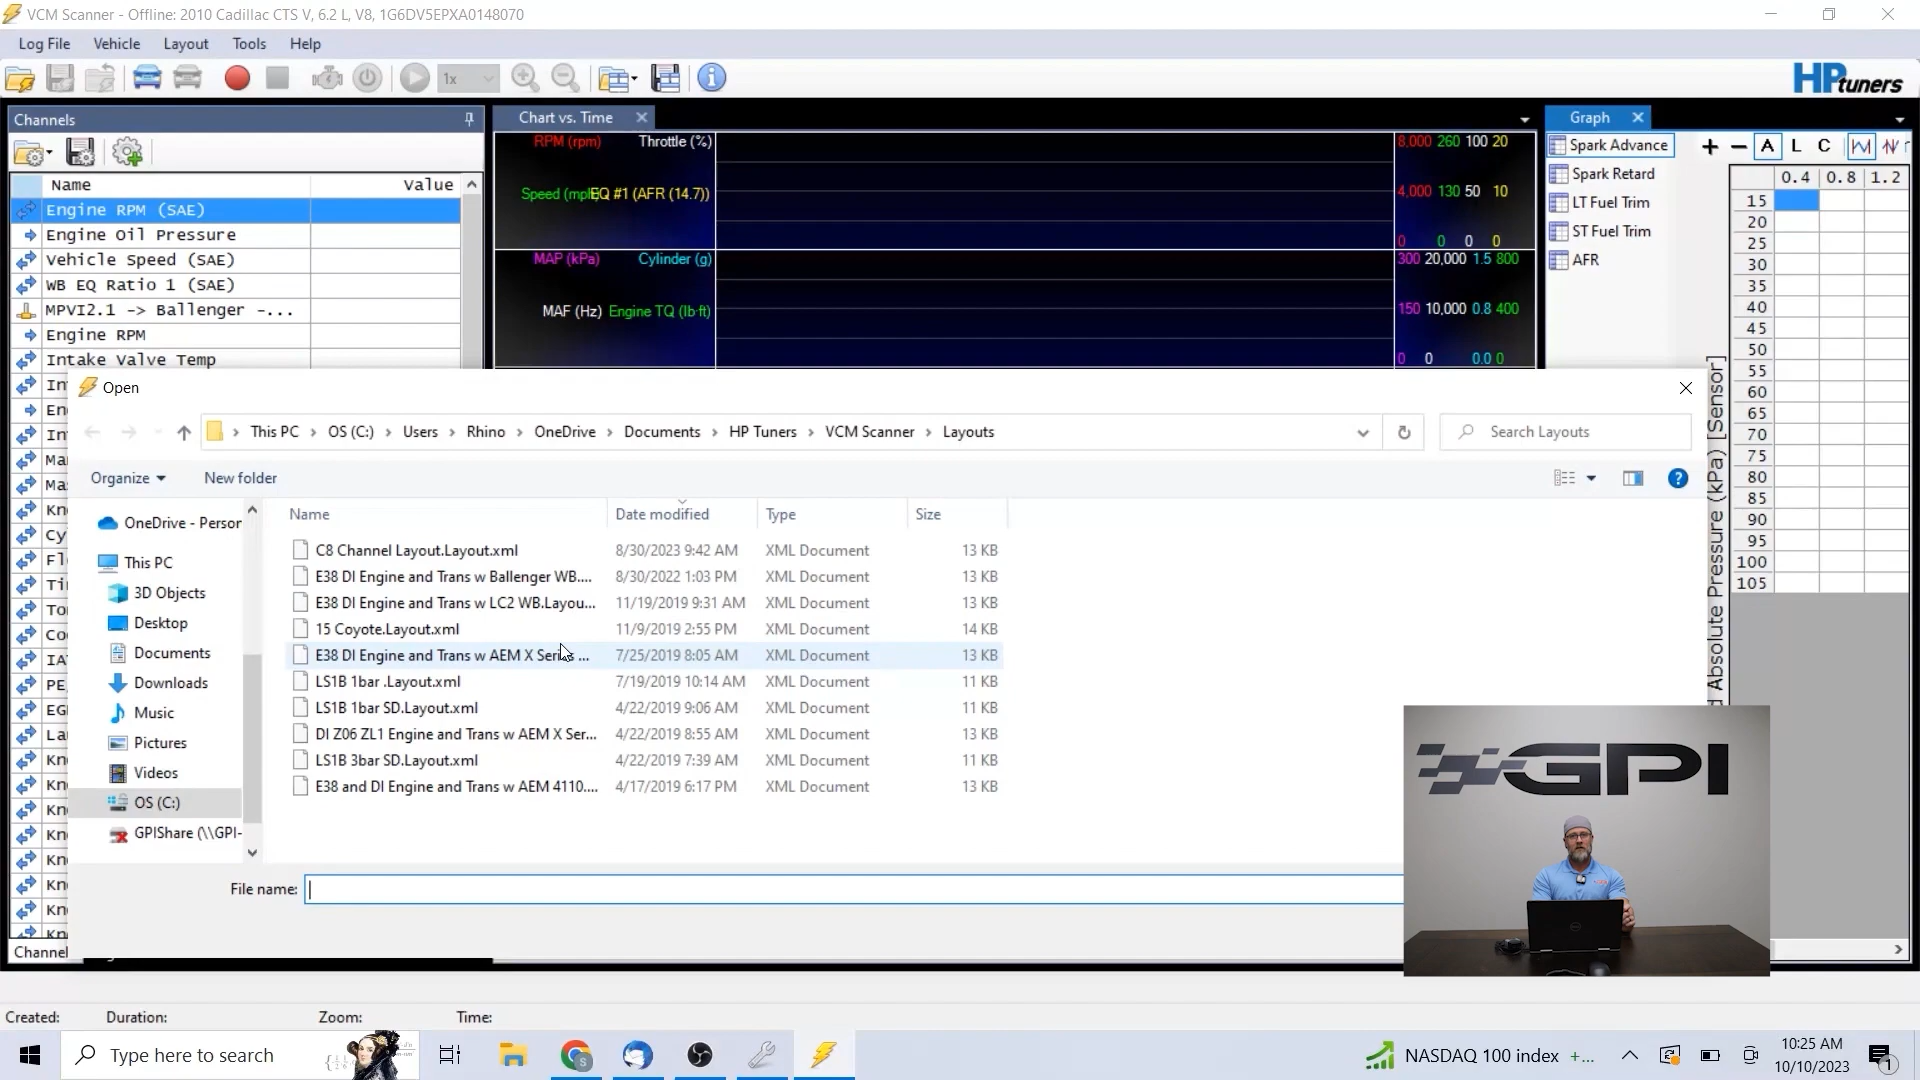 VCM Scanner - Offline: 2010 Cadillac CTS V, 6.2 L, V8, 1G6DV5EPXA0148070
Log File Vehicle Layout Tools Help
1x
HPtuners
Channels
Name Value
Engine RPM (SAE)
Engine Oil Pressure
Vehicle Speed (SAE)
WB EQ Ratio 1 (SAE)
MPVI2.1 -> Ballenger -...
Engine RPM
Intake Valve Temp
Chart vs. Time
RPM (rpm) Throttle (%)
8,000 260 100 20
EQ #1 (AFR (14.7))
4,000 130 50 10
0 0 0 0
MAP (kPa) Cylinder (g)
300 20,000 1.5 800
MAF (Hz) Engine TQ (lb·ft)
150 10,000 0.8 400
0 0 0.0 0
Graph
Spark Advance
Spark Retard
LT Fuel Trim
ST Fuel Trim
AFR
A L C
0.4 0.8 1.2
15
20
25
30
35
40
45
50
55
60
65
70
75
80
85
90
95
100
105
Absolute Pressure (kPa) [Sensor]
Open
This PC > OS (C:) > Users > Rhino > OneDrive > Documents > HP Tuners > VCM Scanner > Layouts
Search Layouts
Organize New folder
OneDrive - Person
This PC
3D Objects
Desktop
Documents
Downloads
Music
Pictures
Videos
OS (C:)
GPIShare (\\GPI-
Name Date modified Type Size
C8 Channel Layout.Layout.xml 8/30/2023 9:42 AM XML Document 13 KB
E38 DI Engine and Trans w Ballenger WB.... 8/30/2022 1:03 PM XML Document 13 KB
E38 DI Engine and Trans w LC2 WB.Layou... 11/19/2019 9:31 AM XML Document 13 KB
15 Coyote.Layout.xml 11/9/2019 2:55 PM XML Document 14 KB
E38 DI Engine and Trans w AEM X Series ... 7/25/2019 8:05 AM XML Document 13 KB
LS1B 1bar .Layout.xml 7/19/2019 10:14 AM XML Document 11 KB
LS1B 1bar SD.Layout.xml 4/22/2019 9:06 AM XML Document 11 KB
DI Z06 ZL1 Engine and Trans w AEM X Ser... 4/22/2019 8:55 AM XML Document 13 KB
LS1B 3bar SD.Layout.xml 4/22/2019 7:39 AM XML Document 11 KB
E38 and DI Engine and Trans w AEM 4110.... 4/17/2019 6:17 PM XML Document 13 KB
File name:
GPI
Channel
Created: Duration: Zoom: Time:
Type here to search
NASDAQ 100 index +...
10:25 AM
10/10/2023
1